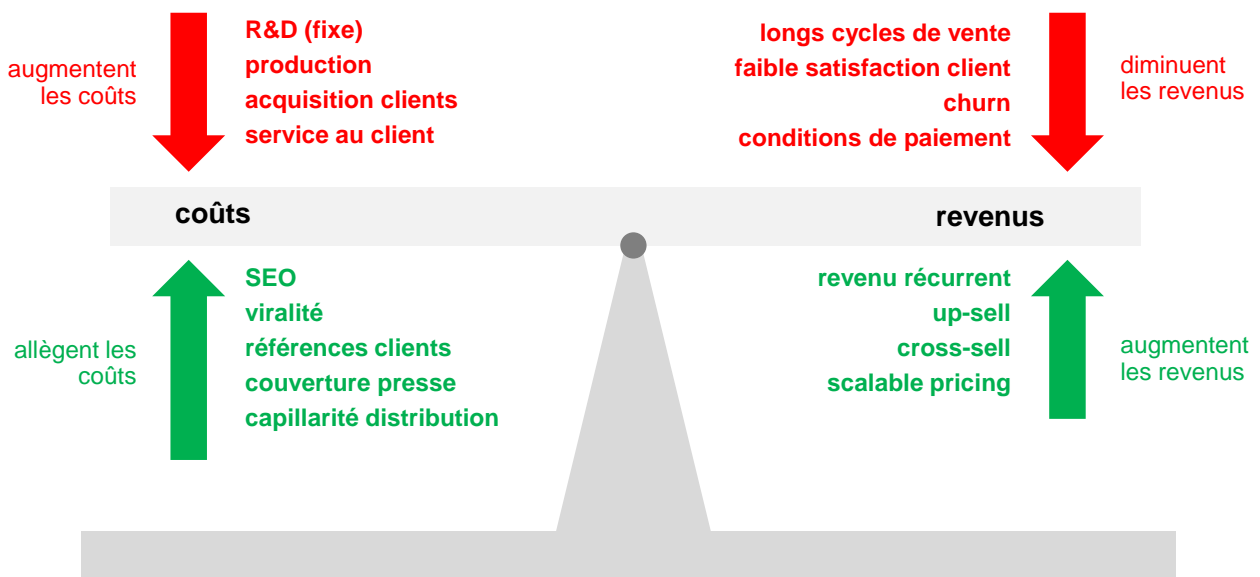 augmentent
les coûts
R&D (fixe)
production
acquisition clients
service au client
longs cycles de vente
faible satisfaction client
churn
conditions de paiement
diminuent
les revenus
coûts
revenus
allègent les
coûts
SEO
viralité
références clients
couverture presse
capillarité distribution
revenu récurrent
up-sell
cross-sell
scalable pricing
augmentent
les revenus